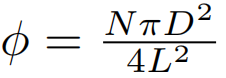 ϕ = NπD² / 4L²